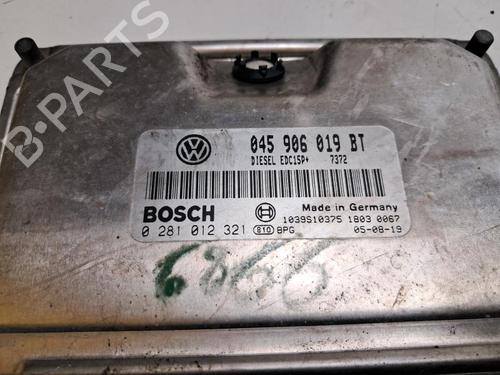 045 906 019 BT
DIESEL EDC15P+ 7372
BOSCH
Made in Germany
1039S10375 1803 0067
0 281 012 321 810 BPG 05-08-19
B-PARTS